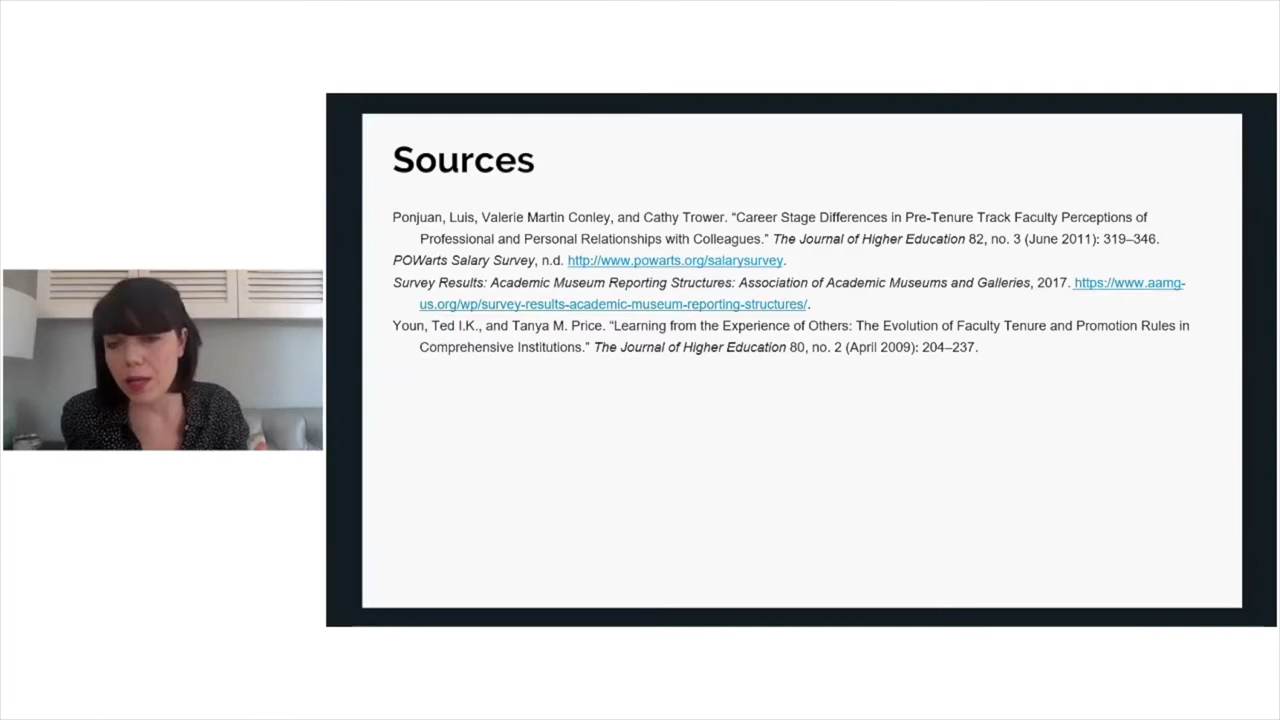 Sources
Ponjuan, Luis, Valerie Martin Conley, and Cathy Trower. “Career Stage Differences in Pre-Tenure Track Faculty Perceptions of
Professional and Personal Relationships with Colleagues.” The Journal of Higher Education 82, no. 3 (June 2011): 319–346.
POWarts Salary Survey, n.d. http://www.powarts.org/salarysurvey.
Survey Results: Academic Museum Reporting Structures: Association of Academic Museums and Galleries, 2017. https://www.aamg-
us.org/wp/survey-results-academic-museum-reporting-structures/.
Youn, Ted I.K., and Tanya M. Price. “Learning from the Experience of Others: The Evolution of Faculty Tenure and Promotion Rules in
Comprehensive Institutions.” The Journal of Higher Education 80, no. 2 (April 2009): 204–237.